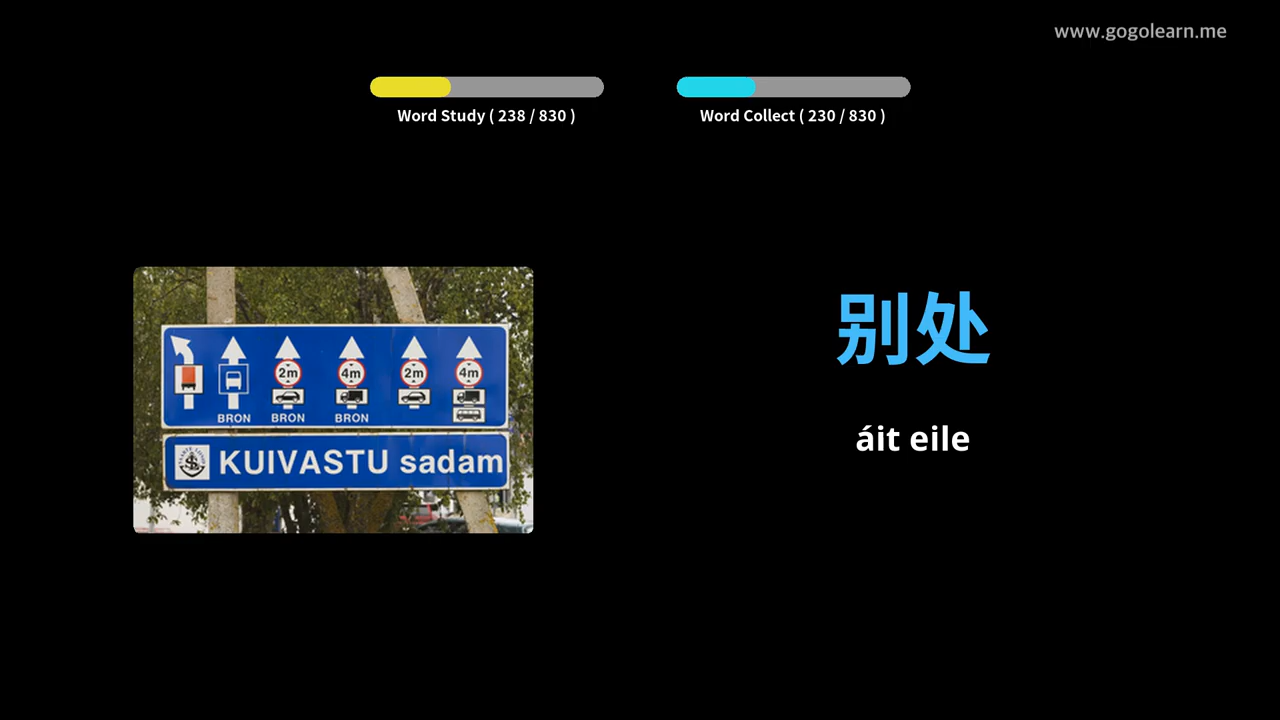 www.gogolearn.me
Word Study ( 238 / 830 )
Word Collect ( 230 / 830 )
2m
4m
2m
4m
BRON
BRON
BRON
KUIVASTU sadam
别处
áit eile